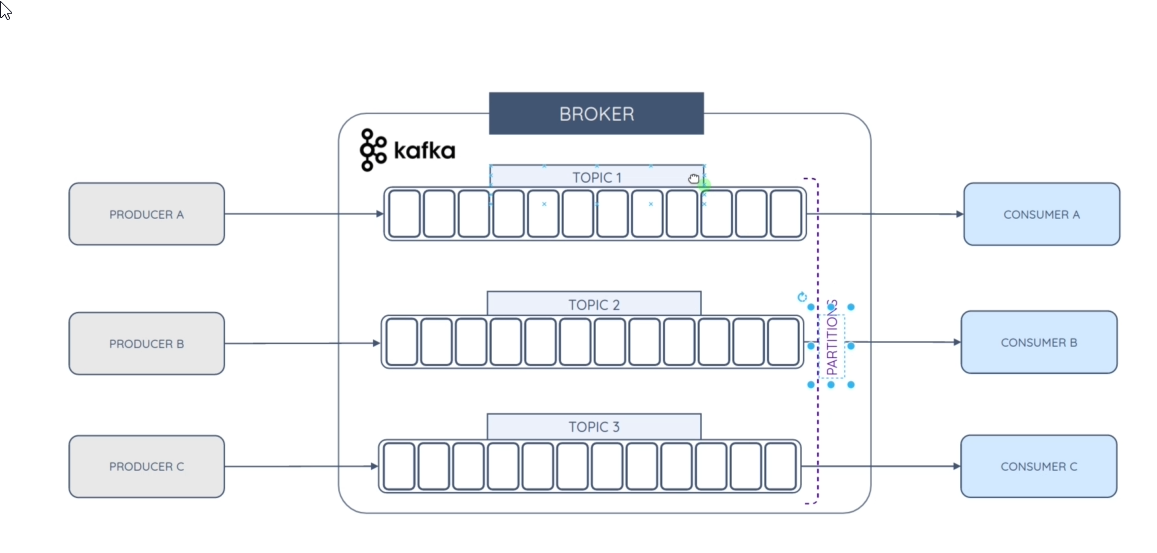 BROKER
kafka
TOPIC 1
PRODUCER A
CONSUMER A
TOPIC 2
PRODUCER B
PARTITIONS
CONSUMER B
TOPIC 3
PRODUCER C
CONSUMER C